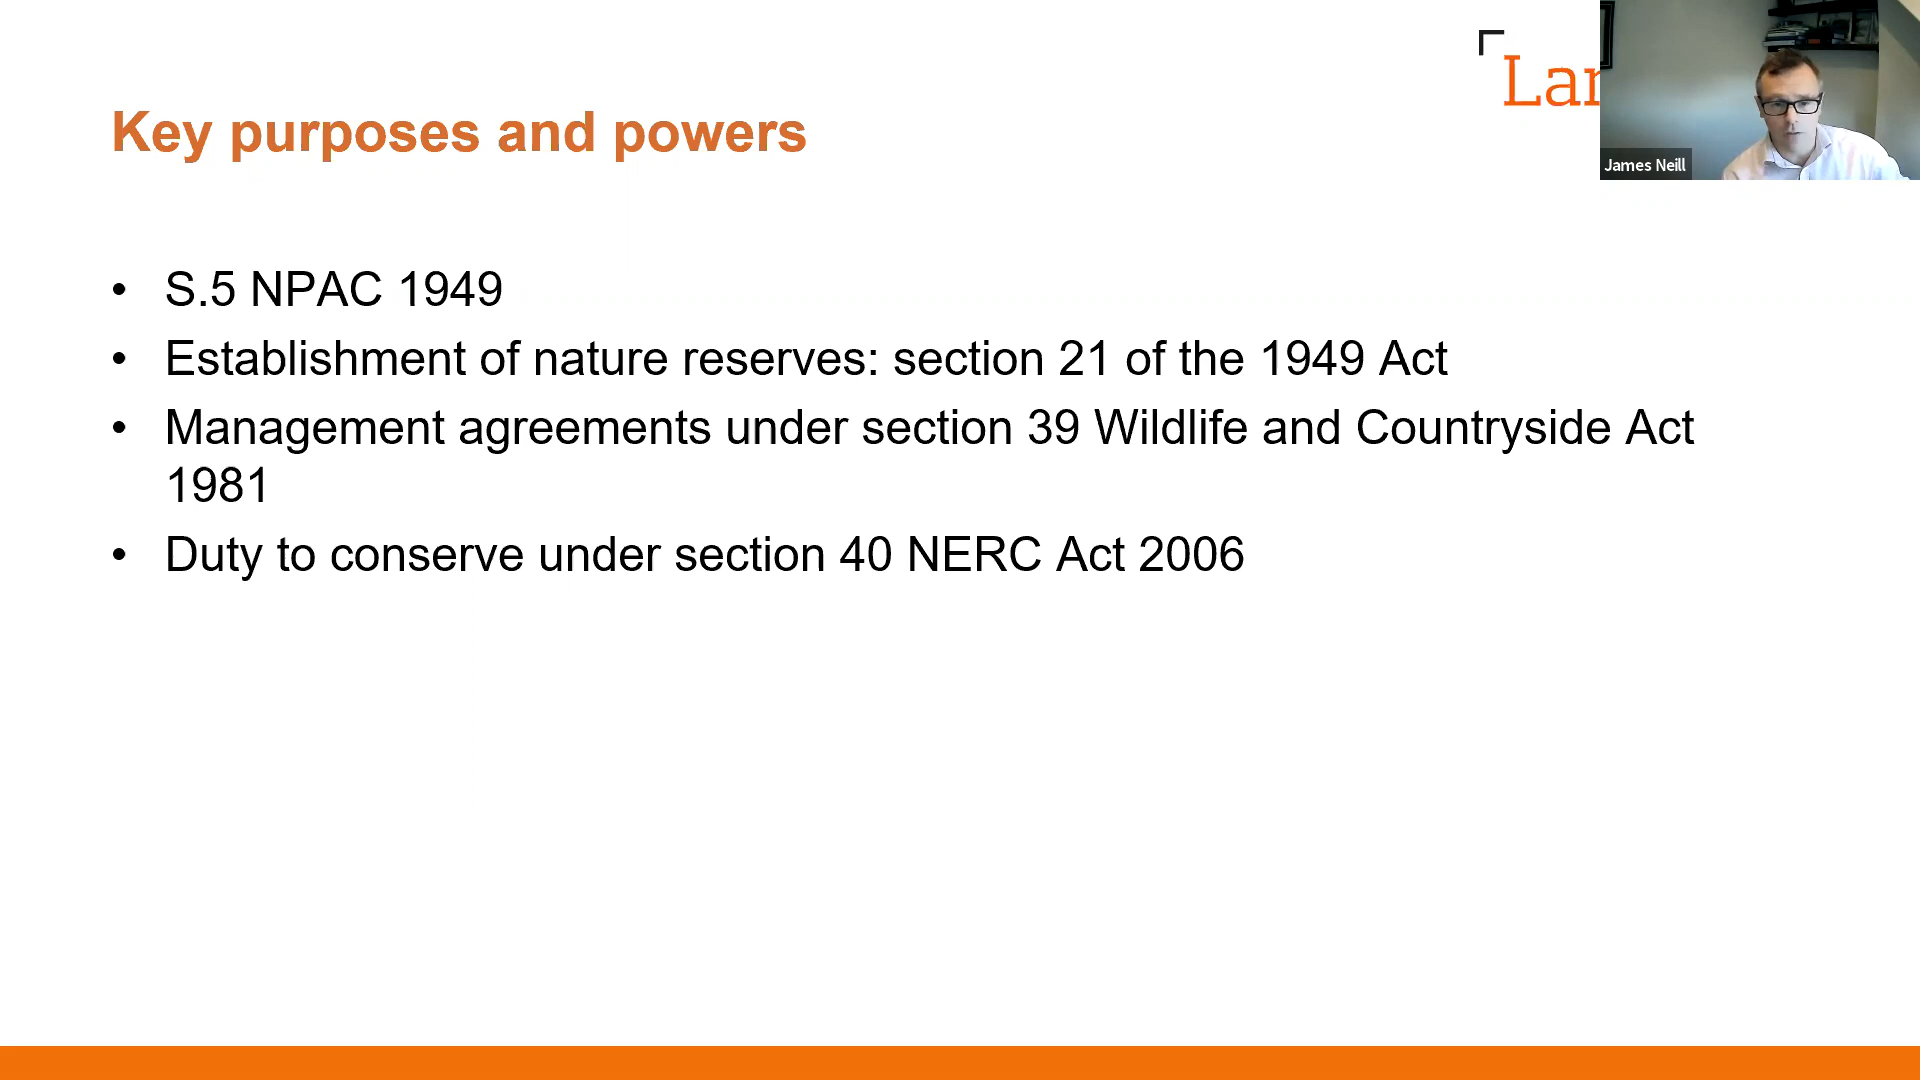 Lar
Key purposes and powers
James Neill
• S.5 NPAC 1949
• Establishment of nature reserves: section 21 of the 1949 Act
• Management agreements under section 39 Wildlife and Countryside Act
1981
• Duty to conserve under section 40 NERC Act 2006